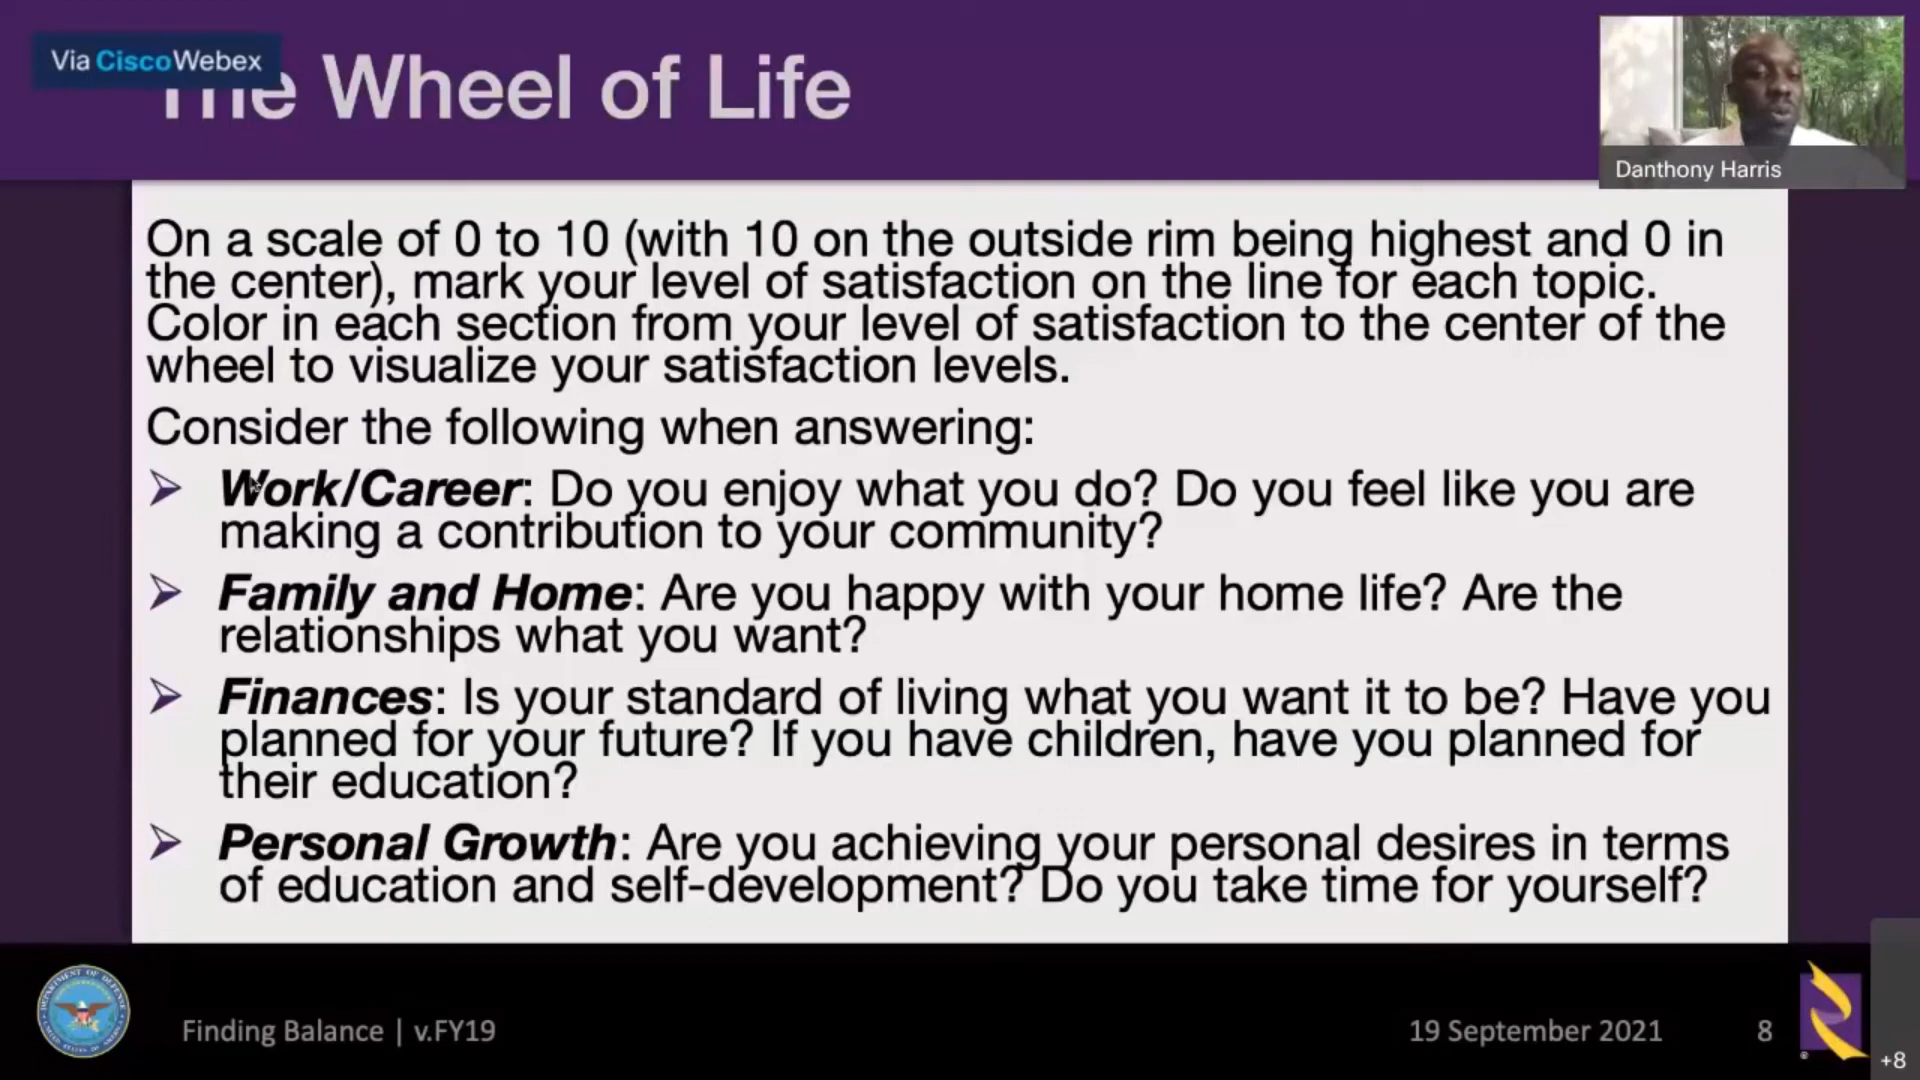 Via CiscoWebex
The Wheel of Life
Danthony Harris
On a scale of 0 to 10 (with 10 on the outside rim being highest and 0 in
the center), mark your level of satisfaction on the line for each topic.
Color in each section from your level of satisfaction to the center of the
wheel to visualize your satisfaction levels.
Consider the following when answering:
➢ Work/Career: Do you enjoy what you do? Do you feel like you are
making a contribution to your community?
➢ Family and Home: Are you happy with your home life? Are the
relationships what you want?
➢ Finances: Is your standard of living what you want it to be? Have you
planned for your future? If you have children, have you planned for
their education?
➢ Personal Growth: Are you achieving your personal desires in terms
of education and self-development? Do you take time for yourself?
DEPARTMENT OF DEFENSE
UNITED STATES OF AMERICA
Finding Balance | v.FY19
19 September 2021
8
®
+8